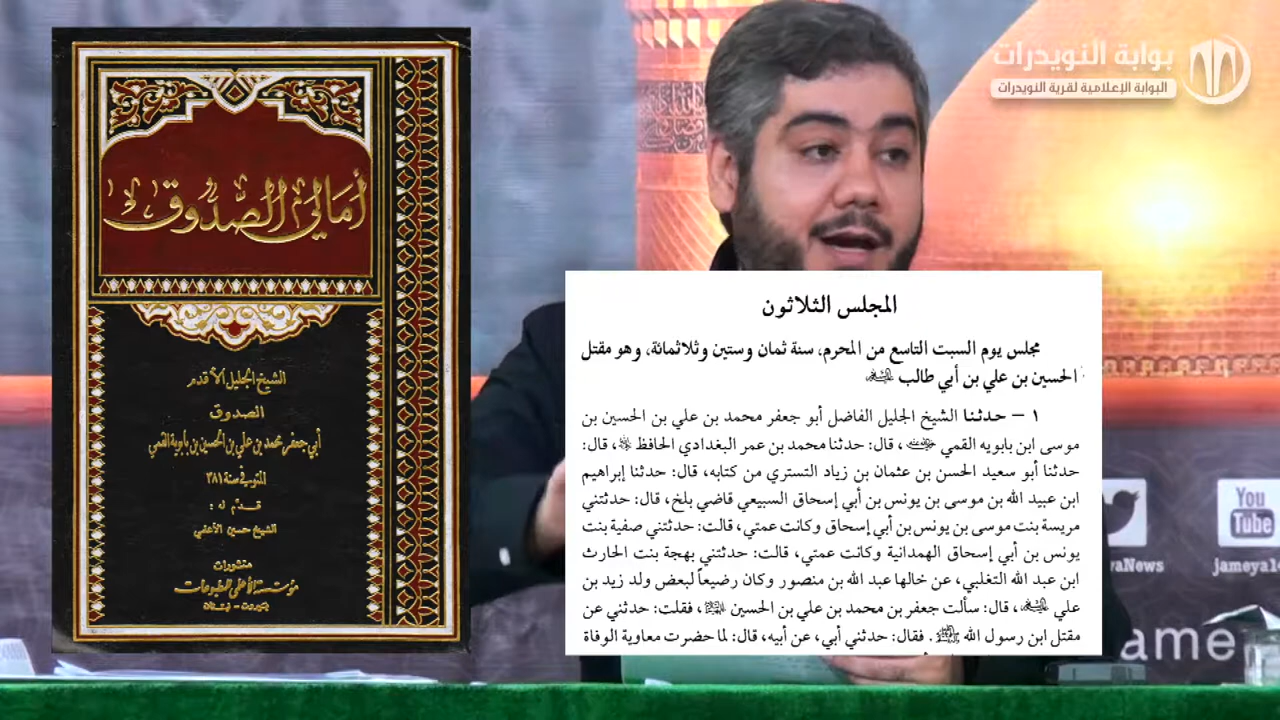 بوابة النويدرات
البوابة الإعلامية لقرية النويدرات
أمالي الصدوق
الشيخ الجليل الأقدم
الصدوق
أبي جعفر محمد بن علي بن الحسين بن بابويه القمي
المتوفى سنة ٣٨١
قدم له :
الشيخ حسين الأعلمي
منشورات
مؤسسة الأعلمي للمطبوعات
بيروت - لبنان
المجلس الثلاثون
مجلس يوم السبت التاسع من المحرم، سنة ثمان وستين وثلاثمائة، وهو مقتل
الحسين بن علي بن أبي طالب
١ – حدثنا الشيخ الجليل الفاضل أبو جعفر محمد بن علي بن الحسين بن
موسى ابن بابويه القمي ، قال: حدثنا محمد بن عمر البغدادي الحافظ ، قال:
حدثنا أبو سعيد الحسن بن عثمان بن زياد التستري من كتابه، قال: حدثنا إبراهيم
ابن عبيد الله بن موسى بن يونس بن أبي إسحاق السبيعي قاضي بلخ، قال: حدثتني
مريسة بنت موسى بن يونس بن أبي إسحاق وكانت عمتي، قالت: حدثتني صفية بنت
يونس بن أبي إسحاق الهمدانية وكانت عمتي، قالت: حدثتني بهجة بنت الحارث
ابن عبد الله التغلبي، عن خالها عبد الله بن منصور وكان رضيعاً لبعض ولد زيد بن
علي ، قال: سألت جعفر بن محمد بن علي بن الحسين ، فقلت: حدثني عن
مقتل ابن رسول الله . فقال: حدثني أبي، عن أبيه، قال: لما حضرت معاوية الوفاة
You
Tube
jameya14
yaNews
ame